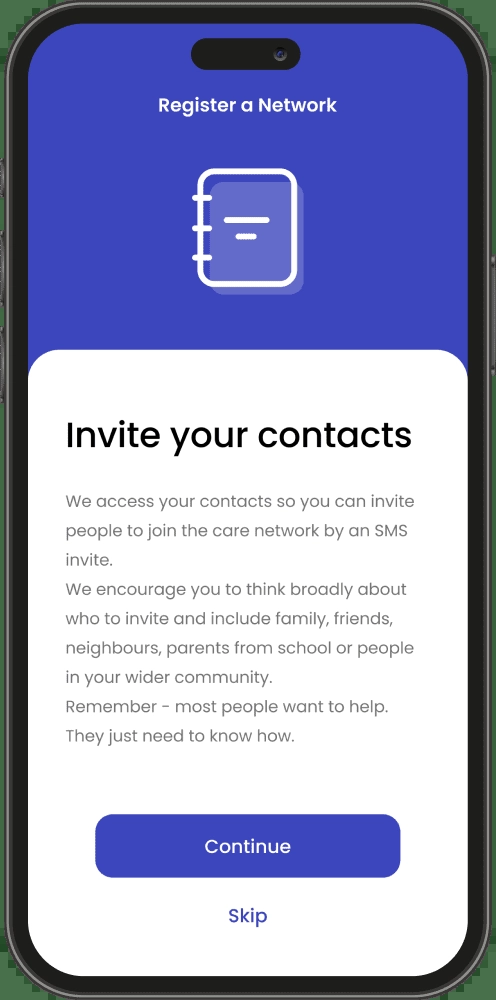 Register a Network
Invite your contacts
We access your contacts so you can invite
people to join the care network by an SMS
invite.
We encourage you to think broadly about
who to invite and include family, friends,
neighbours, parents from school or people
in your wider community.
Remember - most people want to help.
They just need to know how.
Continue
Skip